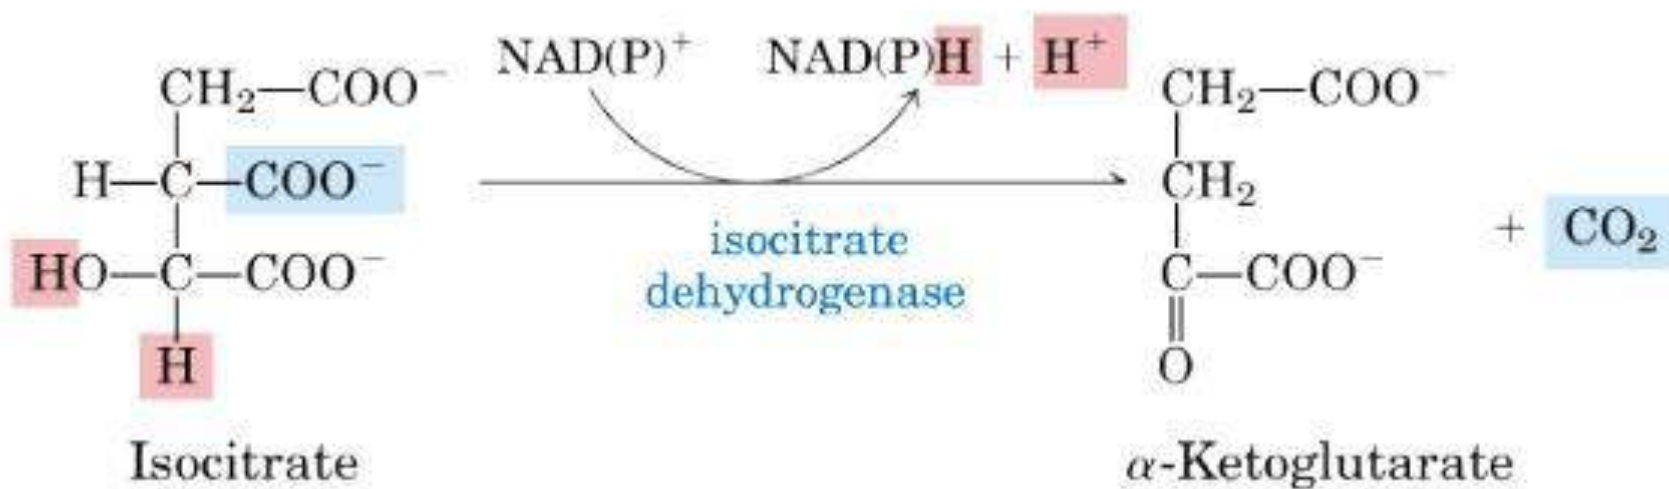 NAD(P)⁺ NAD(P)H + H⁺
CH₂—COO⁻
H—C—COO⁻
HO—C—COO⁻
H
Isocitrate
isocitrate
dehydrogenase
CH₂—COO⁻
CH₂
C—COO⁻
O
α-Ketoglutarate
+ CO₂